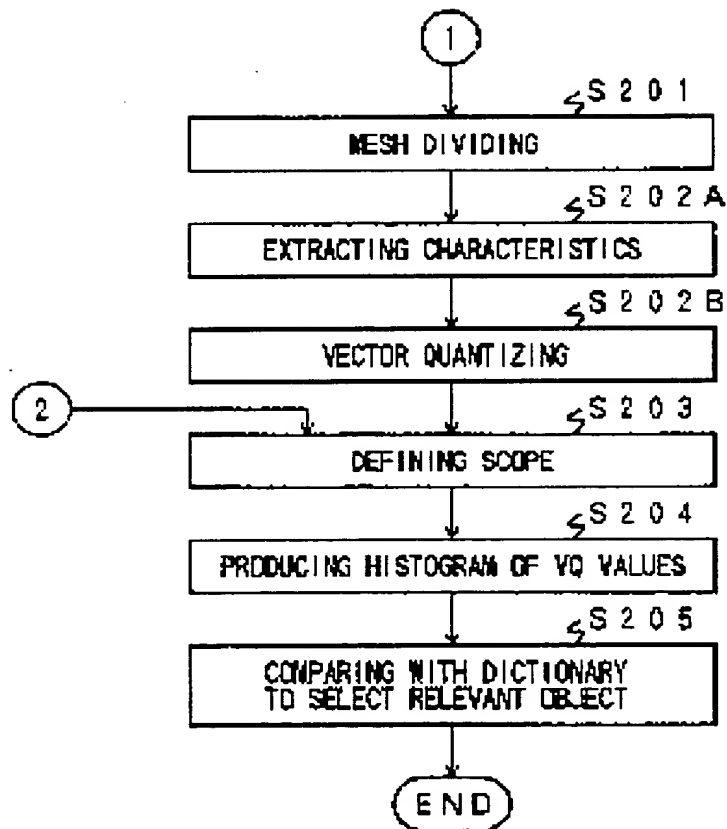 1
S201
MESH DIVIDING
S202A
EXTRACTING CHARACTERISTICS
S202B
VECTOR QUANTIZING
2
S203
DEFINING SCOPE
S204
PRODUCING HISTOGRAM OF VQ VALUES
S205
COMPARING WITH DICTIONARY
TO SELECT RELEVANT OBJECT
END